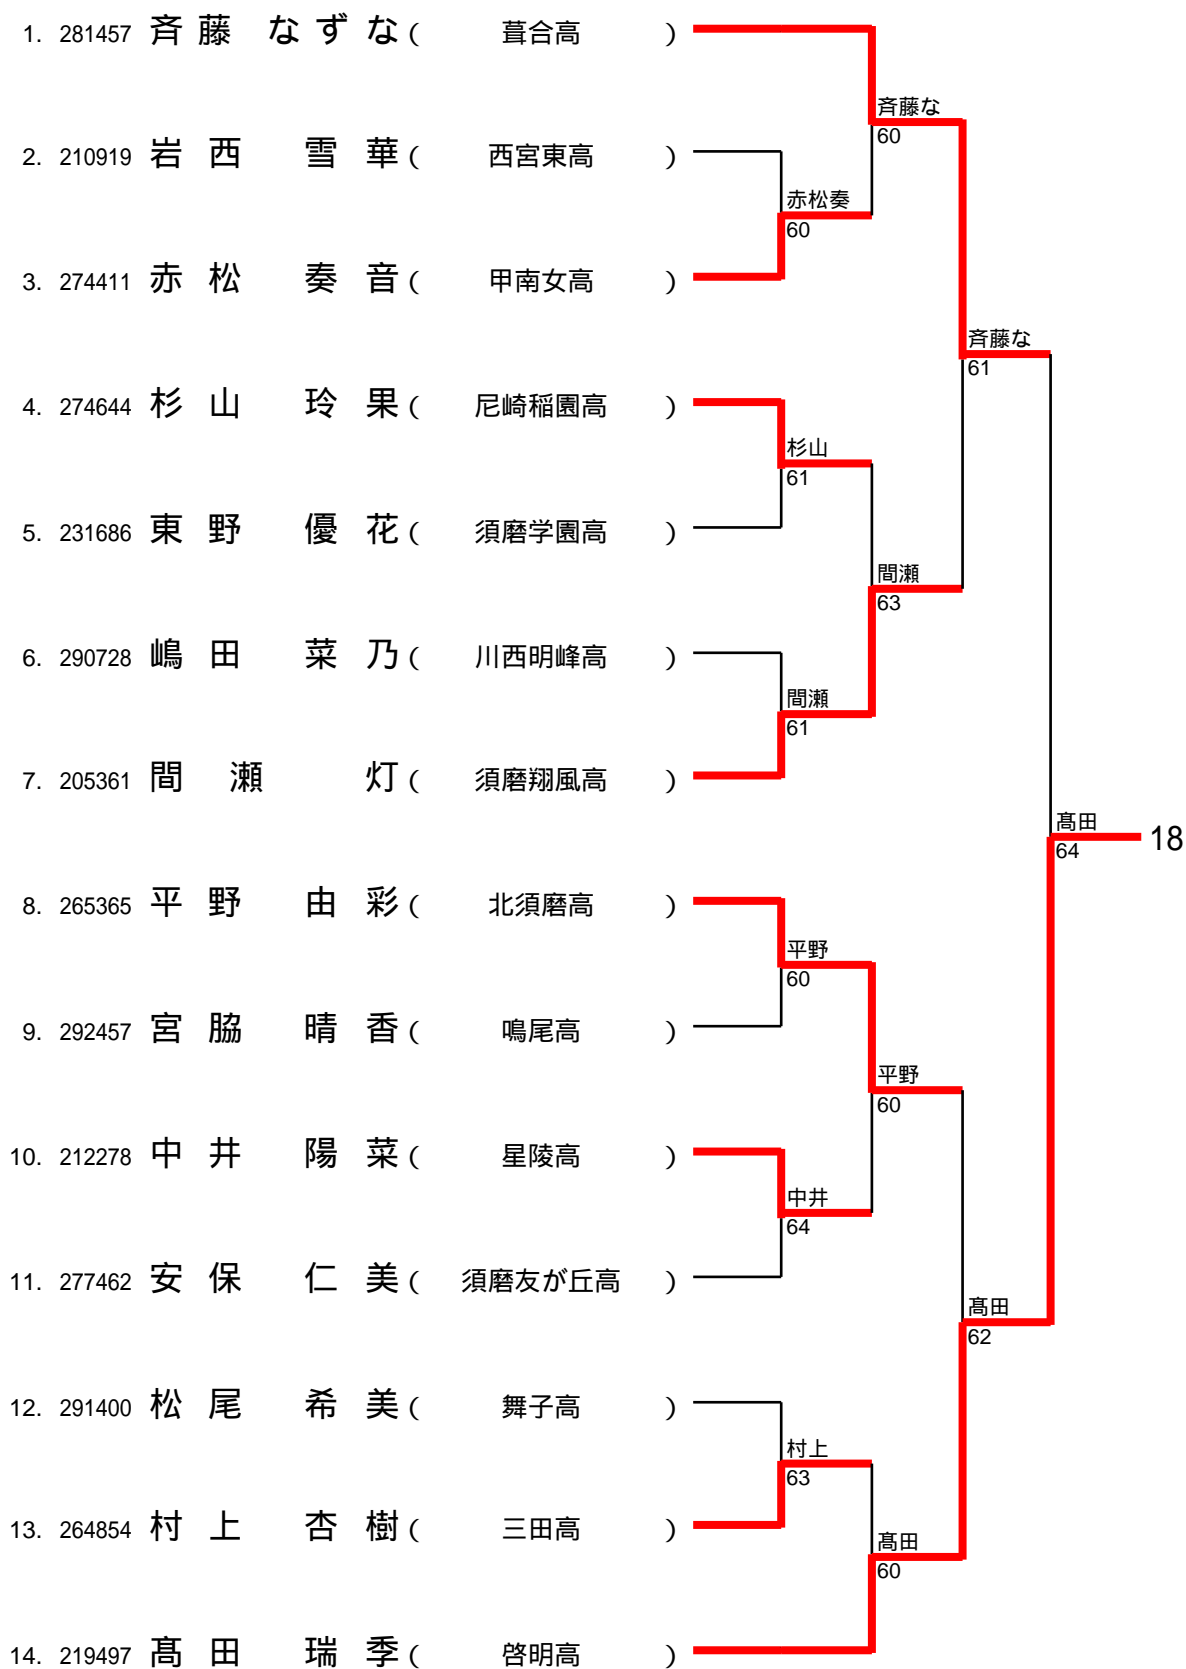 1. 281457 斉藤 なずな ( 葺合高 )
斉藤な
60
2. 210919 岩西 雪華 ( 西宮東高 )
赤松奏
60
3. 274411 赤松 奏音 ( 甲南女高 )
斉藤な
61
4. 274644 杉山 玲果 ( 尼崎稲園高 )
杉山
61
5. 231686 東野 優花 ( 須磨学園高 )
間瀬
63
6. 290728 嶋田 菜乃 ( 川西明峰高 )
間瀬
61
7. 205361 間瀬 灯 ( 須磨翔風高 )
髙田
64
18
8. 265365 平野 由彩 ( 北須磨高 )
平野
60
9. 292457 宮脇 晴香 ( 鳴尾高 )
平野
60
10. 212278 中井 陽菜 ( 星陵高 )
中井
64
11. 277462 安保 仁美 ( 須磨友が丘高 )
髙田
62
12. 291400 松尾 希美 ( 舞子高 )
村上
63
13. 264854 村上 杏樹 ( 三田高 )
髙田
60
14. 219497 髙田 瑞季 ( 啓明高 )